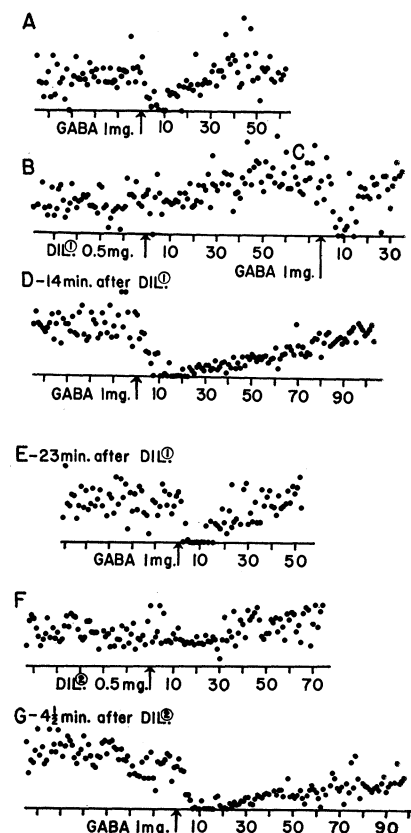 A
GABA 1mg. 10 30 50
B
C
DIL① 0.5mg. 10 30 50 10 30
GABA 1mg.
D-14min. after DIL①
GABA 1mg. 10 30 50 70 90
E-23min. after DIL①
GABA 1mg. 10 30 50
F
DIL② 0.5mg. 10 30 50 70
G-4½min. after DIL②
GABA 1mg. 10 30 50 70 90